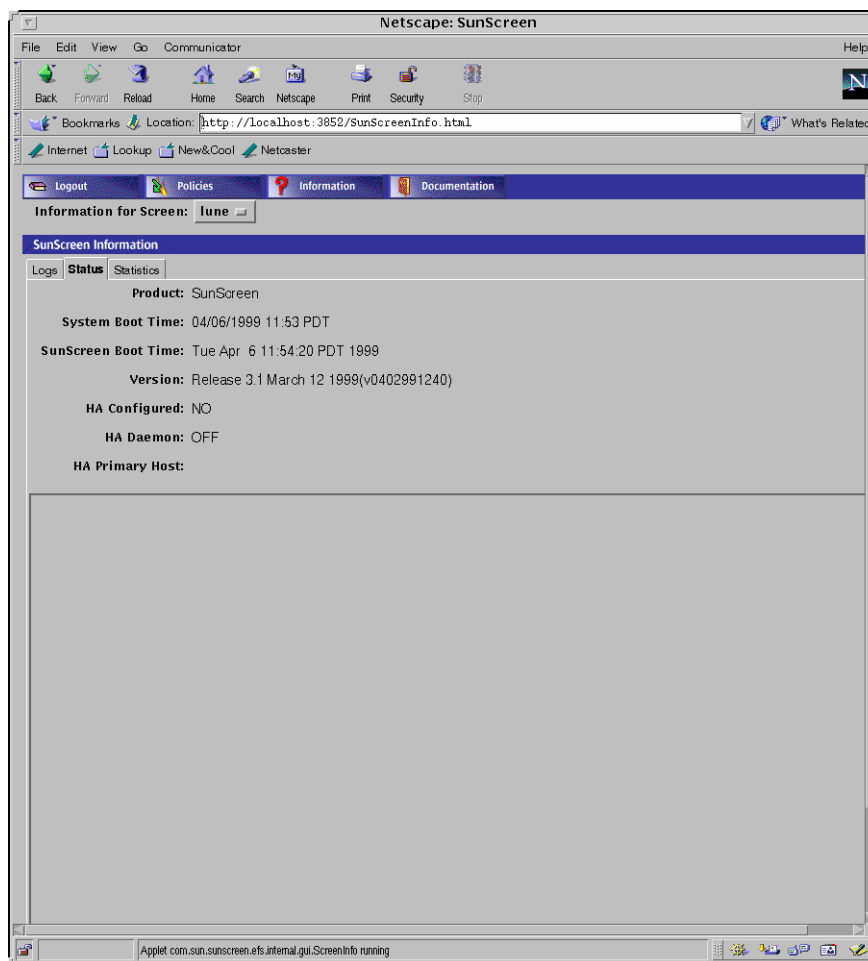 Netscape: SunScreen
File Edit View Go Communicator Help
Back Forward Reload Home Search Netscape Print Security Stop
My
N
Bookmarks Location: http://localhost:3852/SunScreenInfo.html What's Related
Internet Lookup New&Cool Netcaster
Logout Policies Information Documentation
Information for Screen: lune
SunScreen Information
Logs Status Statistics
Product: SunScreen
System Boot Time: 04/06/1999 11:53 PDT
SunScreen Boot Time: Tue Apr 6 11:54:20 PDT 1999
Version: Release 3.1 March 12 1999(v0402991240)
HA Configured: NO
HA Daemon: OFF
HA Primary Host:
Applet com.sun.sunscreen.efs.internal.gui.ScreenInfo running